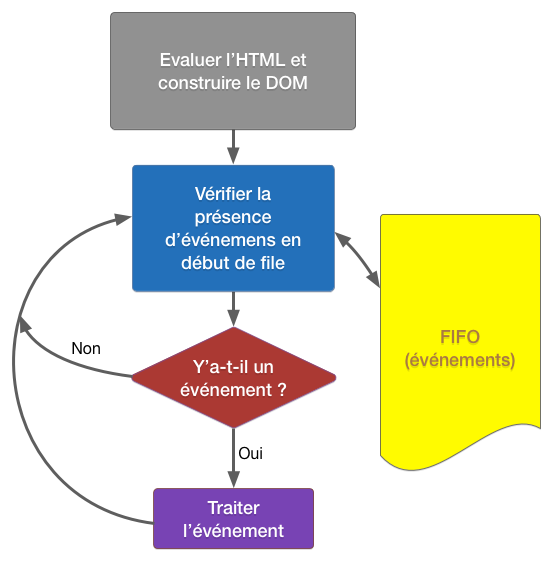 Evaluer l’HTML et
construire le DOM
Vérifier la
présence
d’événemens en
début de file
FIFO
(événements)
Y’a-t-il un
événement ?
Non
Oui
Traiter
l’événement